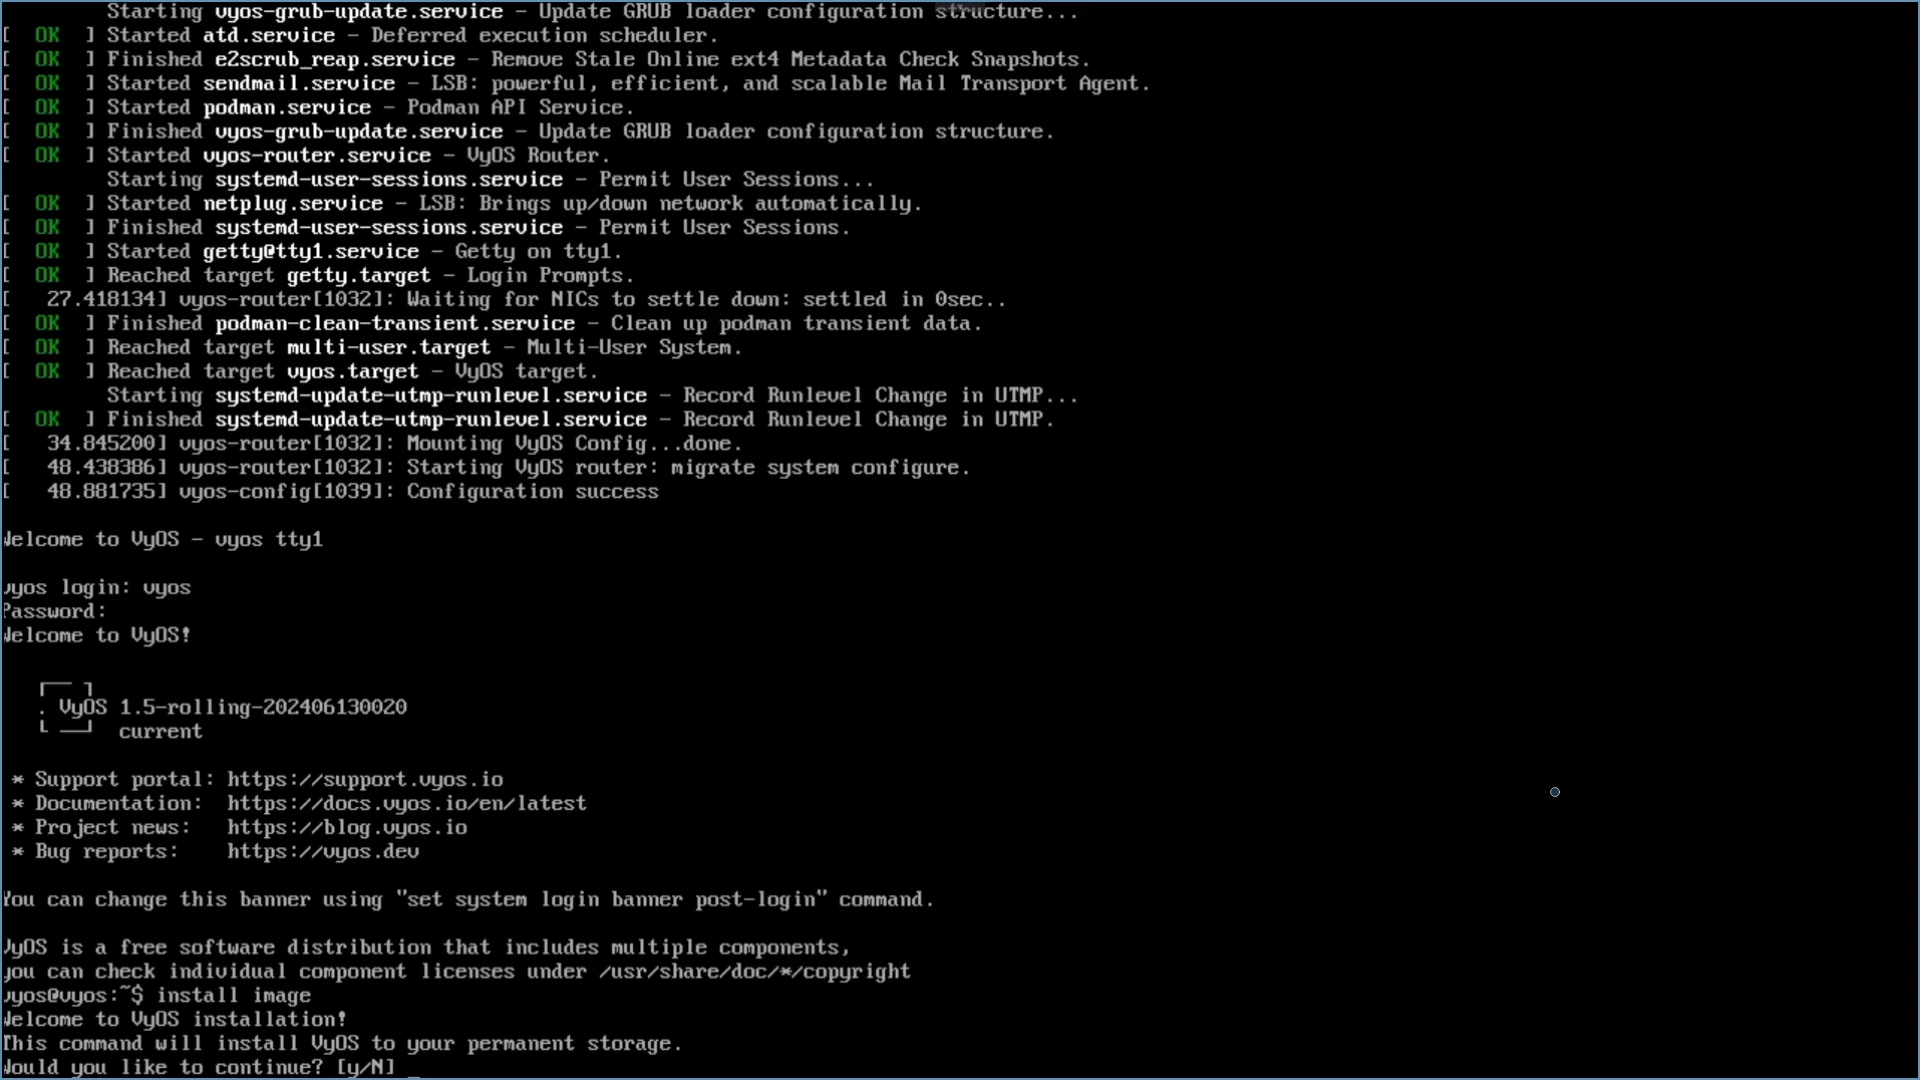 Starting vyos-grub-update.service - Update GRUB loader configuration structure...
[  OK  ] Started atd.service - Deferred execution scheduler.
[  OK  ] Finished e2scrub_reap.service - Remove Stale Online ext4 Metadata Check Snapshots.
[  OK  ] Started sendmail.service - LSB: powerful, efficient, and scalable Mail Transport Agent.
[  OK  ] Started podman.service - Podman API Service.
[  OK  ] Finished vyos-grub-update.service - Update GRUB loader configuration structure.
[  OK  ] Started vyos-router.service - VyOS Router.
Starting systemd-user-sessions.service - Permit User Sessions...
[  OK  ] Started netplug.service - LSB: Brings up/down network automatically.
[  OK  ] Finished systemd-user-sessions.service - Permit User Sessions.
[  OK  ] Started getty@tty1.service - Getty on tty1.
[  OK  ] Reached target getty.target - Login Prompts.
[   27.418134] vyos-router[1032]: Waiting for NICs to settle down: settled in 0sec..
[  OK  ] Finished podman-clean-transient.service - Clean up podman transient data.
[  OK  ] Reached target multi-user.target - Multi-User System.
[  OK  ] Reached target vyos.target - VyOS target.
Starting systemd-update-utmp-runlevel.service - Record Runlevel Change in UTMP...
[  OK  ] Finished systemd-update-utmp-runlevel.service - Record Runlevel Change in UTMP.
[   34.845200] vyos-router[1032]: Mounting VyOS Config...done.
[   48.438386] vyos-router[1032]: Starting VyOS router: migrate system configure.
[   48.881735] vyos-config[1039]: Configuration success
Welcome to VyOS - vyos tty1
vyos login: vyos
Password:
Welcome to VyOS!
. VyOS 1.5-rolling-202406130020
current
* Support portal: https://support.vyos.io
* Documentation:  https://docs.vyos.io/en/latest
* Project news:   https://blog.vyos.io
* Bug reports:    https://vyos.dev
You can change this banner using "set system login banner post-login" command.
VyOS is a free software distribution that includes multiple components,
you can check individual component licenses under /usr/share/doc/*/copyright
vyos@vyos:~$ install image
Welcome to VyOS installation!
This command will install VyOS to your permanent storage.
Would you like to continue? [y/N] _